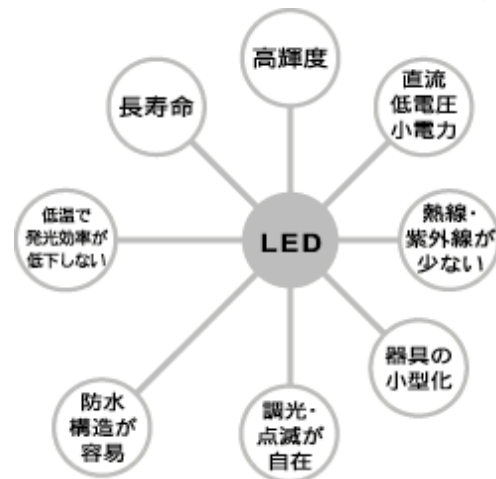 高輝度
直流
低電圧
小電力
長寿命
熱線・
紫外線が
少ない
低温で
発光効率が
低下しない
LED
器具の
小型化
防水
構造が
容易
調光・
点滅が
自在